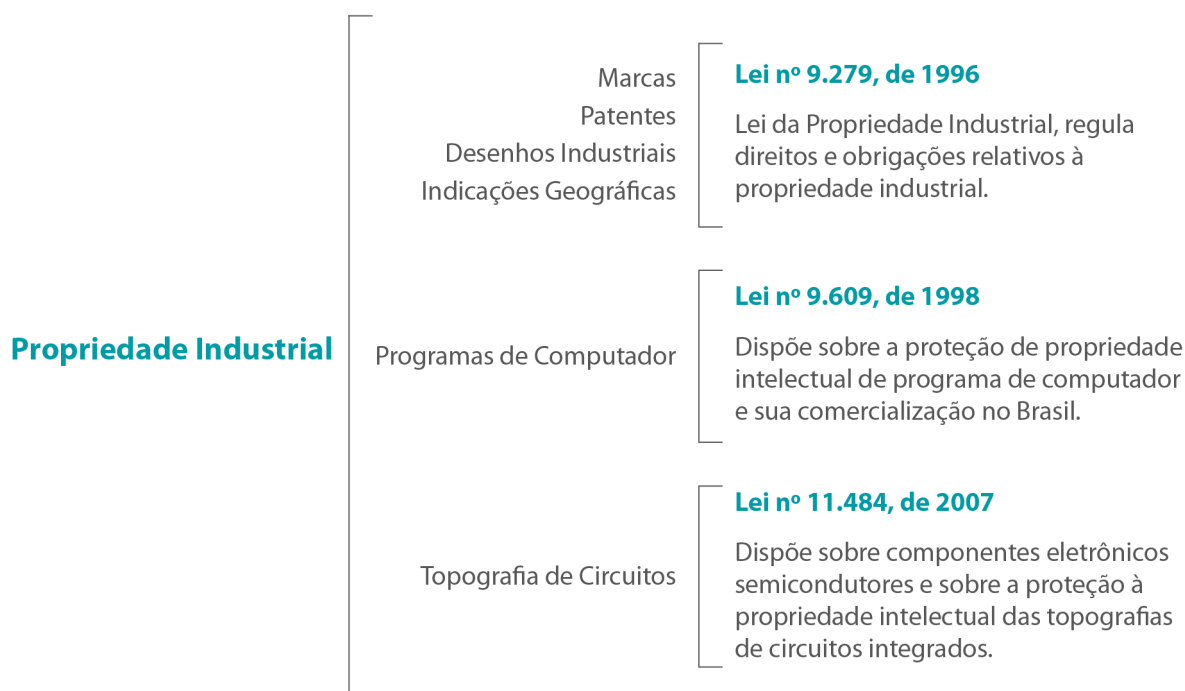 Propriedade Industrial
Marcas
Patentes
Desenhos Industriais
Indicações Geográficas
Lei nº 9.279, de 1996
Lei da Propriedade Industrial, regula
direitos e obrigações relativos à
propriedade industrial.
Programas de Computador
Lei nº 9.609, de 1998
Dispõe sobre a proteção de propriedade
intelectual de programa de computador
e sua comercialização no Brasil.
Topografia de Circuitos
Lei nº 11.484, de 2007
Dispõe sobre componentes eletrônicos
semicondutores e sobre a proteção à
propriedade intelectual das topografias
de circuitos integrados.